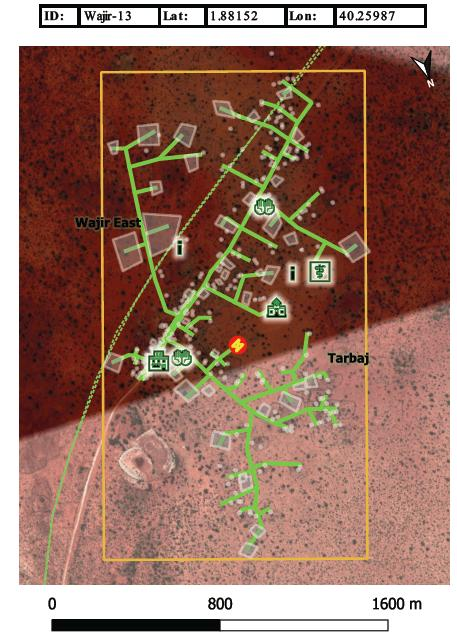 ID: Wajir-13 Lat: 1.88152 Lon: 40.25987
N
Wajir East
i
i
Tarbaj
0 800 1600 m